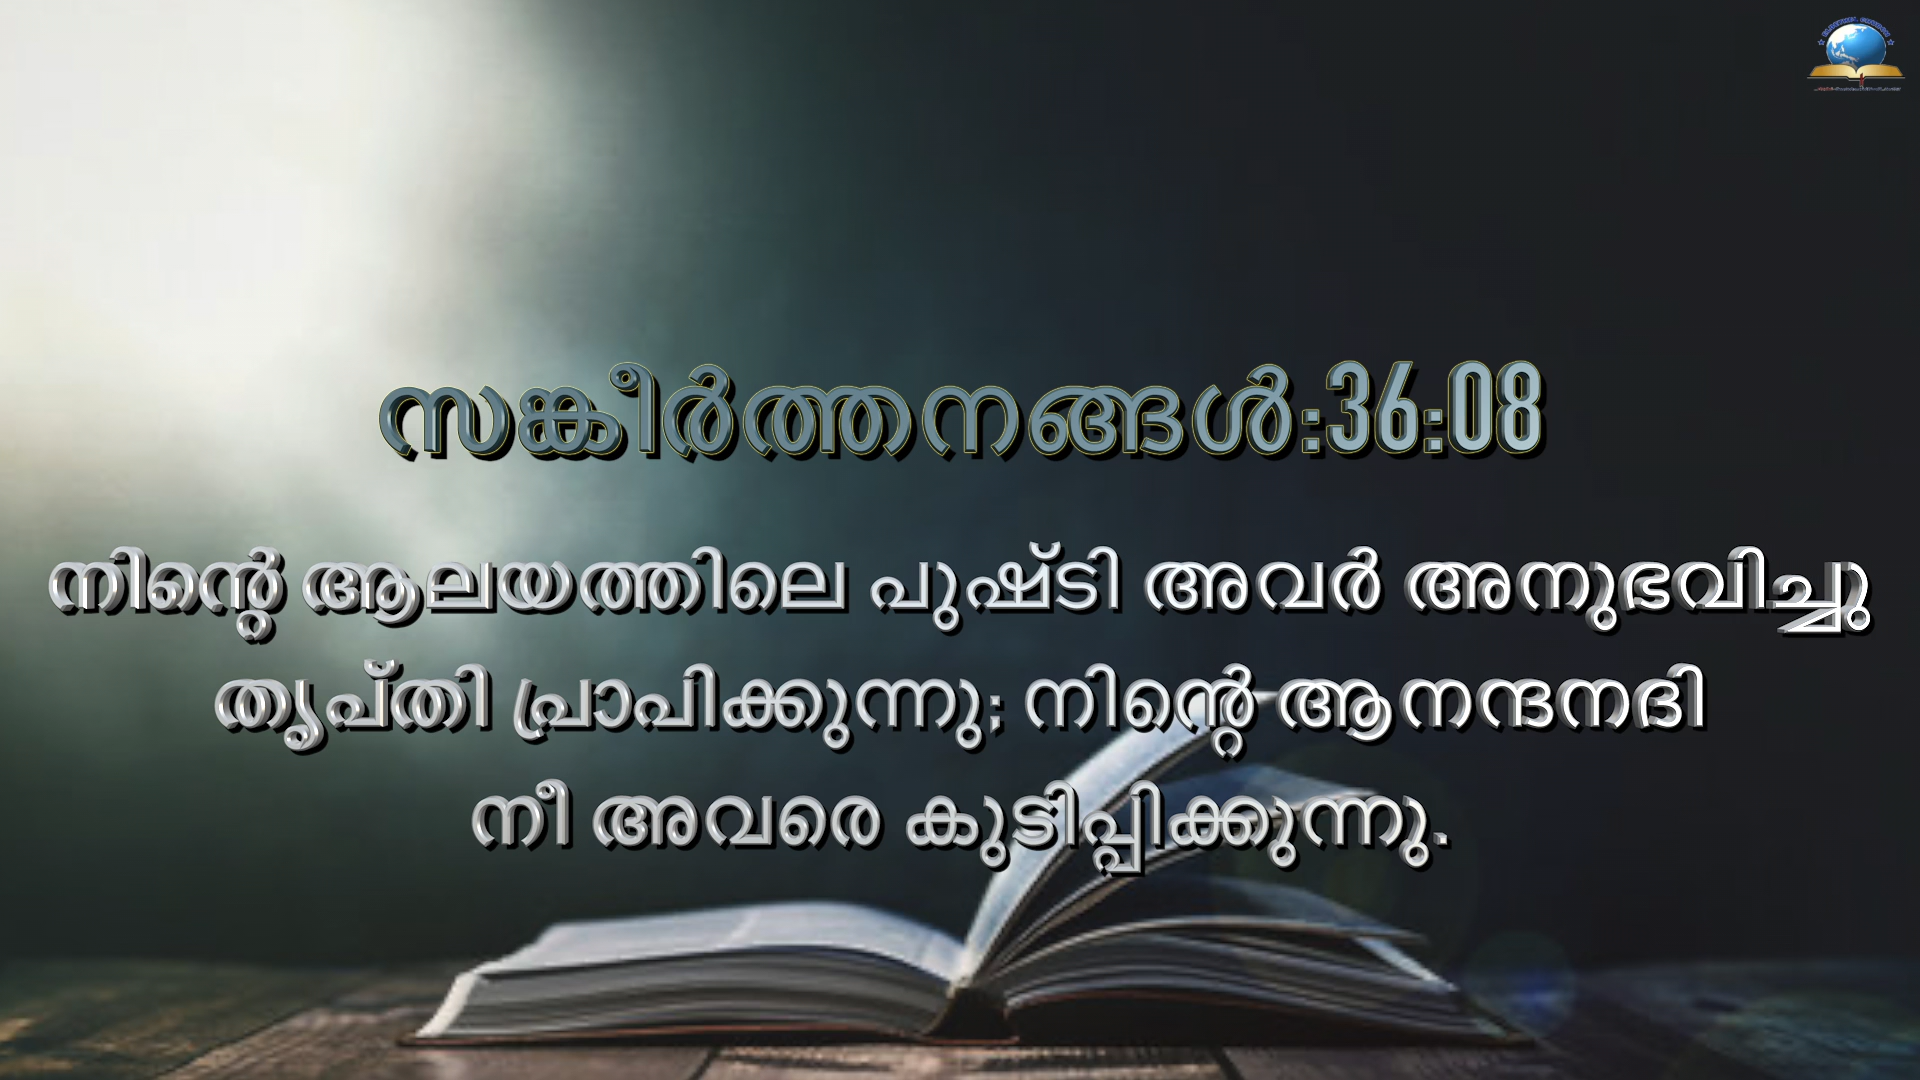 സങ്കീർത്തനങ്ങൾ:36:08
നിന്റെ ആലയത്തിലെ പുഷ്ടി അവർ അനുഭവിച്ചു
തൃപ്തി പ്രാപിക്കുന്നു; നിന്റെ ആനന്ദനദി
നീ അവരെ കുടിപ്പിക്കുന്നു.